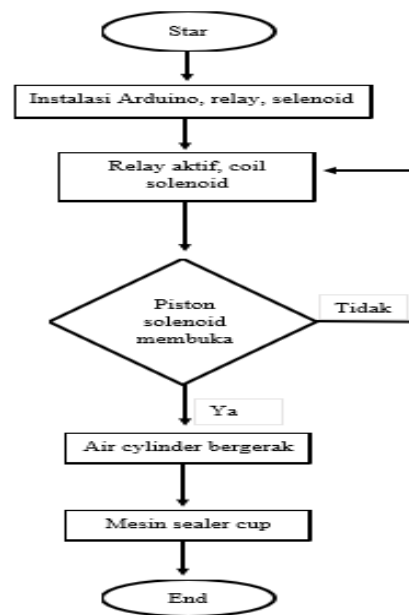 Star
Instalasi Arduino, relay, selenoid
Relay aktif, coil
solenoid
Piston
solenoid
membuka
Tidak
Ya
Air cylinder bergerak
Mesin sealer cup
End